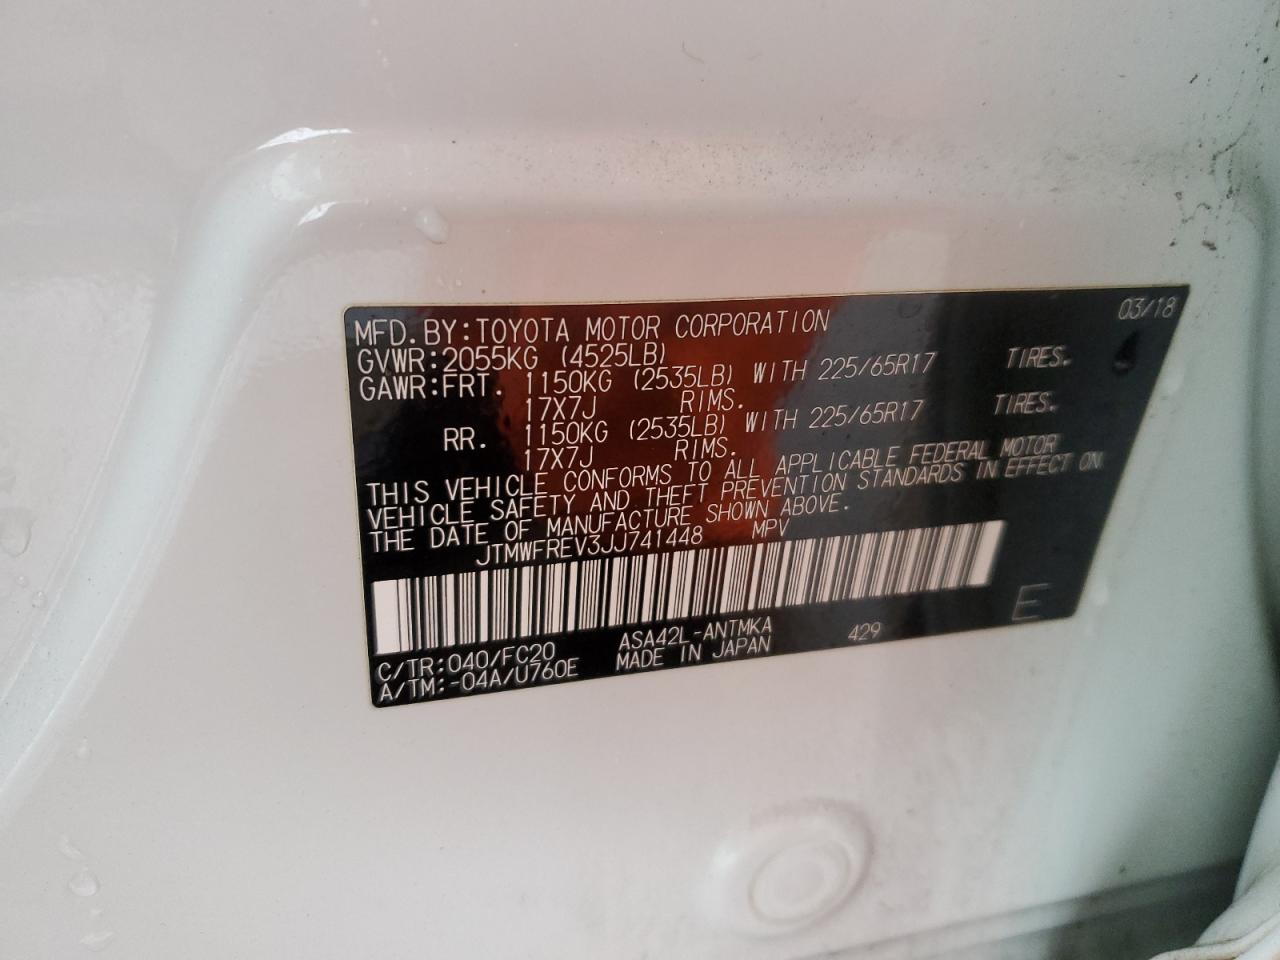 03/18
MFD.BY:TOYOTA MOTOR CORPORATION
GVWR:2055KG (4525LB)
GAWR:FRT. 1150KG (2535LB) WITH 225/65R17 TIRES.
17X7J RIMS.
RR. 1150KG (2535LB) WITH 225/65R17 TIRES.
17X7J RIMS.
THIS VEHICLE CONFORMS TO ALL APPLICABLE FEDERAL MOTOR
VEHICLE SAFETY AND THEFT PREVENTION STANDARDS IN EFFECT ON
THE DATE OF MANUFACTURE SHOWN ABOVE.
JTMWFREV3JJ741448 MPV
E
C/TR:040/FC20 ASA42L-ANTMKA 429
A/TM:-04A/U760E MADE IN JAPAN